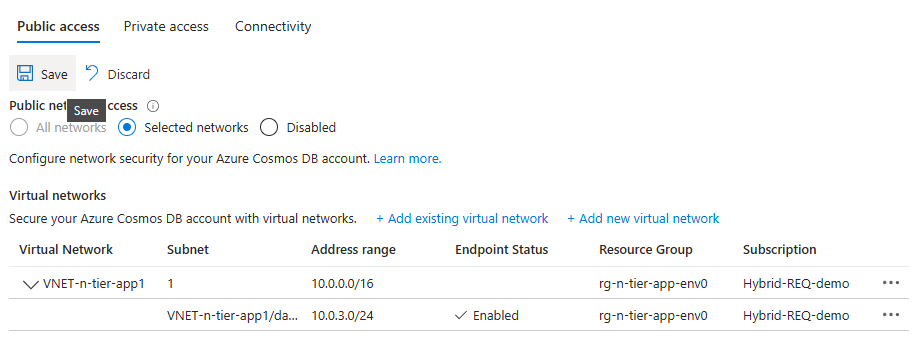 Public access Private access Connectivity
Save Discard
Public net ccess
Save
All networks Selected networks Disabled
Configure network security for your Azure Cosmos DB account. Learn more.
Virtual networks
Secure your Azure Cosmos DB account with virtual networks. + Add existing virtual network + Add new virtual network
Virtual Network Subnet Address range Endpoint Status Resource Group Subscription
VNET-n-tier-app1 1 10.0.0.0/16 rg-n-tier-app-env0 Hybrid-REQ-demo
VNET-n-tier-app1/da... 10.0.3.0/24 Enabled rg-n-tier-app-env0 Hybrid-REQ-demo